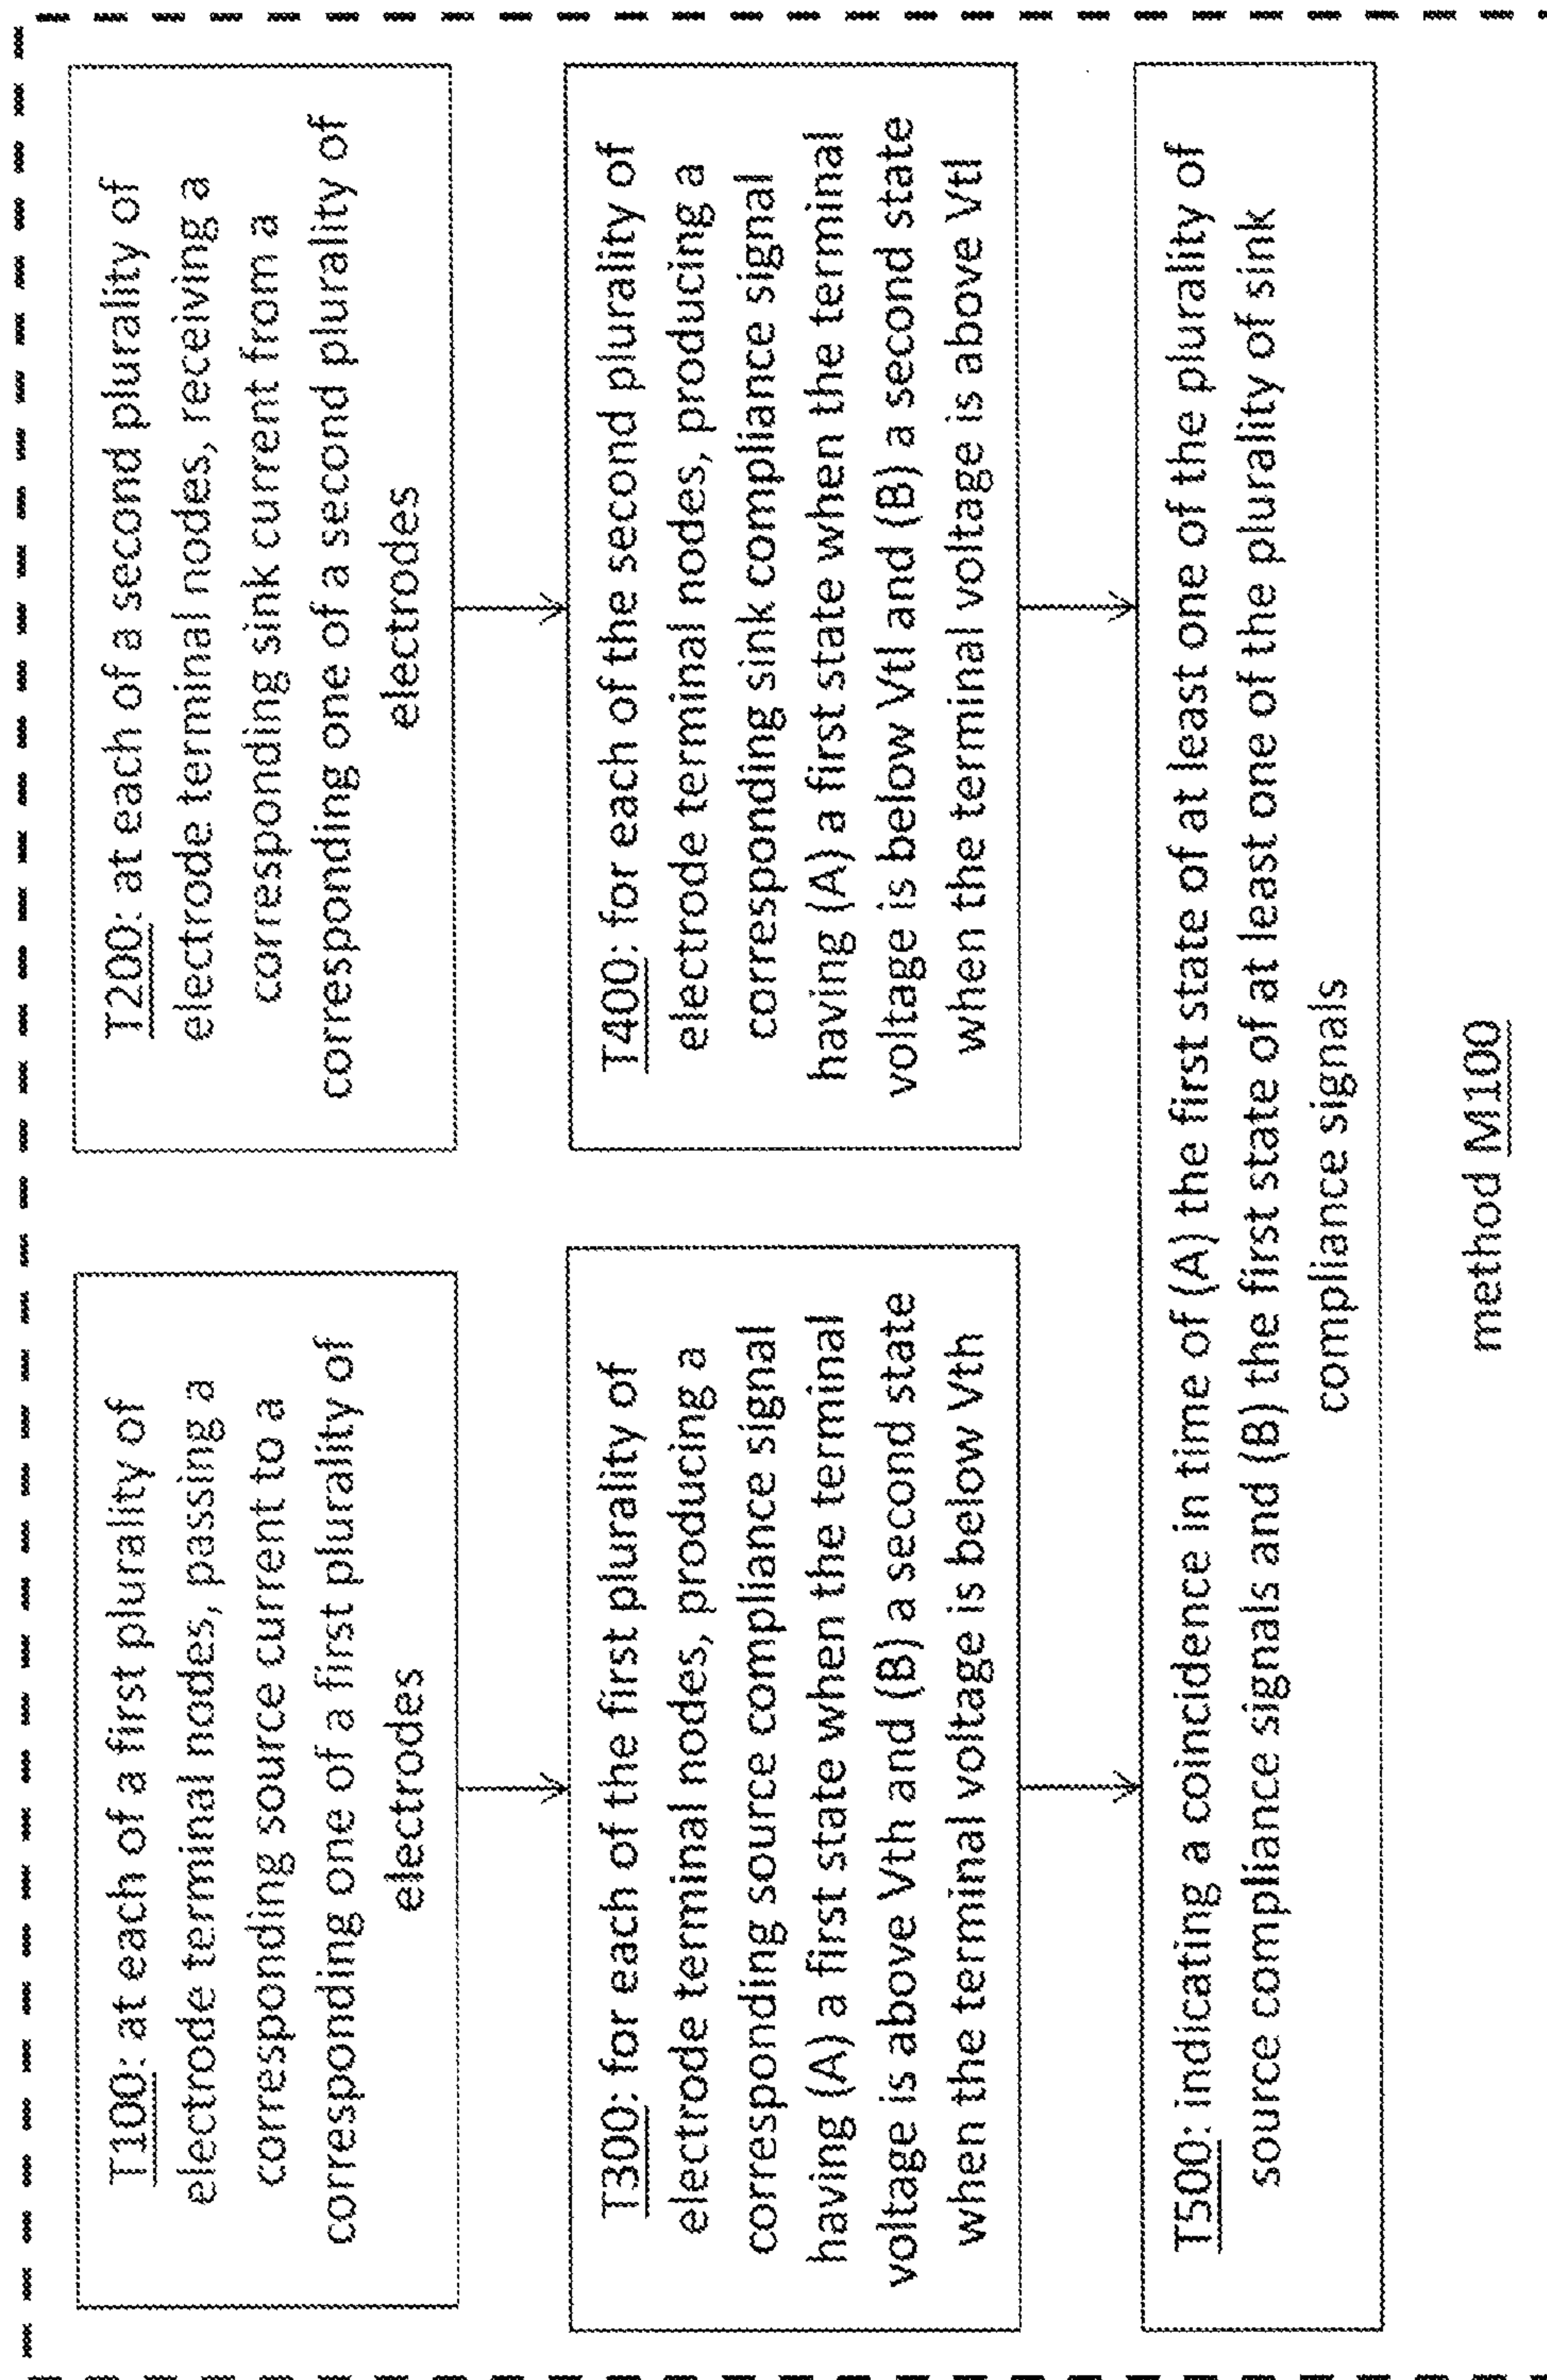 T100: at each of a first plurality of
electrode terminal nodes, passing a
corresponding source current to a
corresponding one of a first plurality of
electrodes
T200: at each of a second plurality of
electrode terminal nodes, receiving a
corresponding sink current from a
corresponding one of a second plurality of
electrodes
T300: for each of the first plurality of
electrode terminal nodes, producing a
corresponding source compliance signal
having (A) a first state when the terminal
voltage is above Vth and (B) a second state
when the terminal voltage is below Vth
T400: for each of the second plurality of
electrode terminal nodes, producing a
corresponding sink compliance signal
having (A) a first state when the terminal
voltage is below Vtl and (B) a second state
when the terminal voltage is above Vtl
T500: indicating a coincidence in time of (A) the first state of at least one of the plurality of
source compliance signals and (B) the first state of at least one of the plurality of sink
compliance signals
method M100